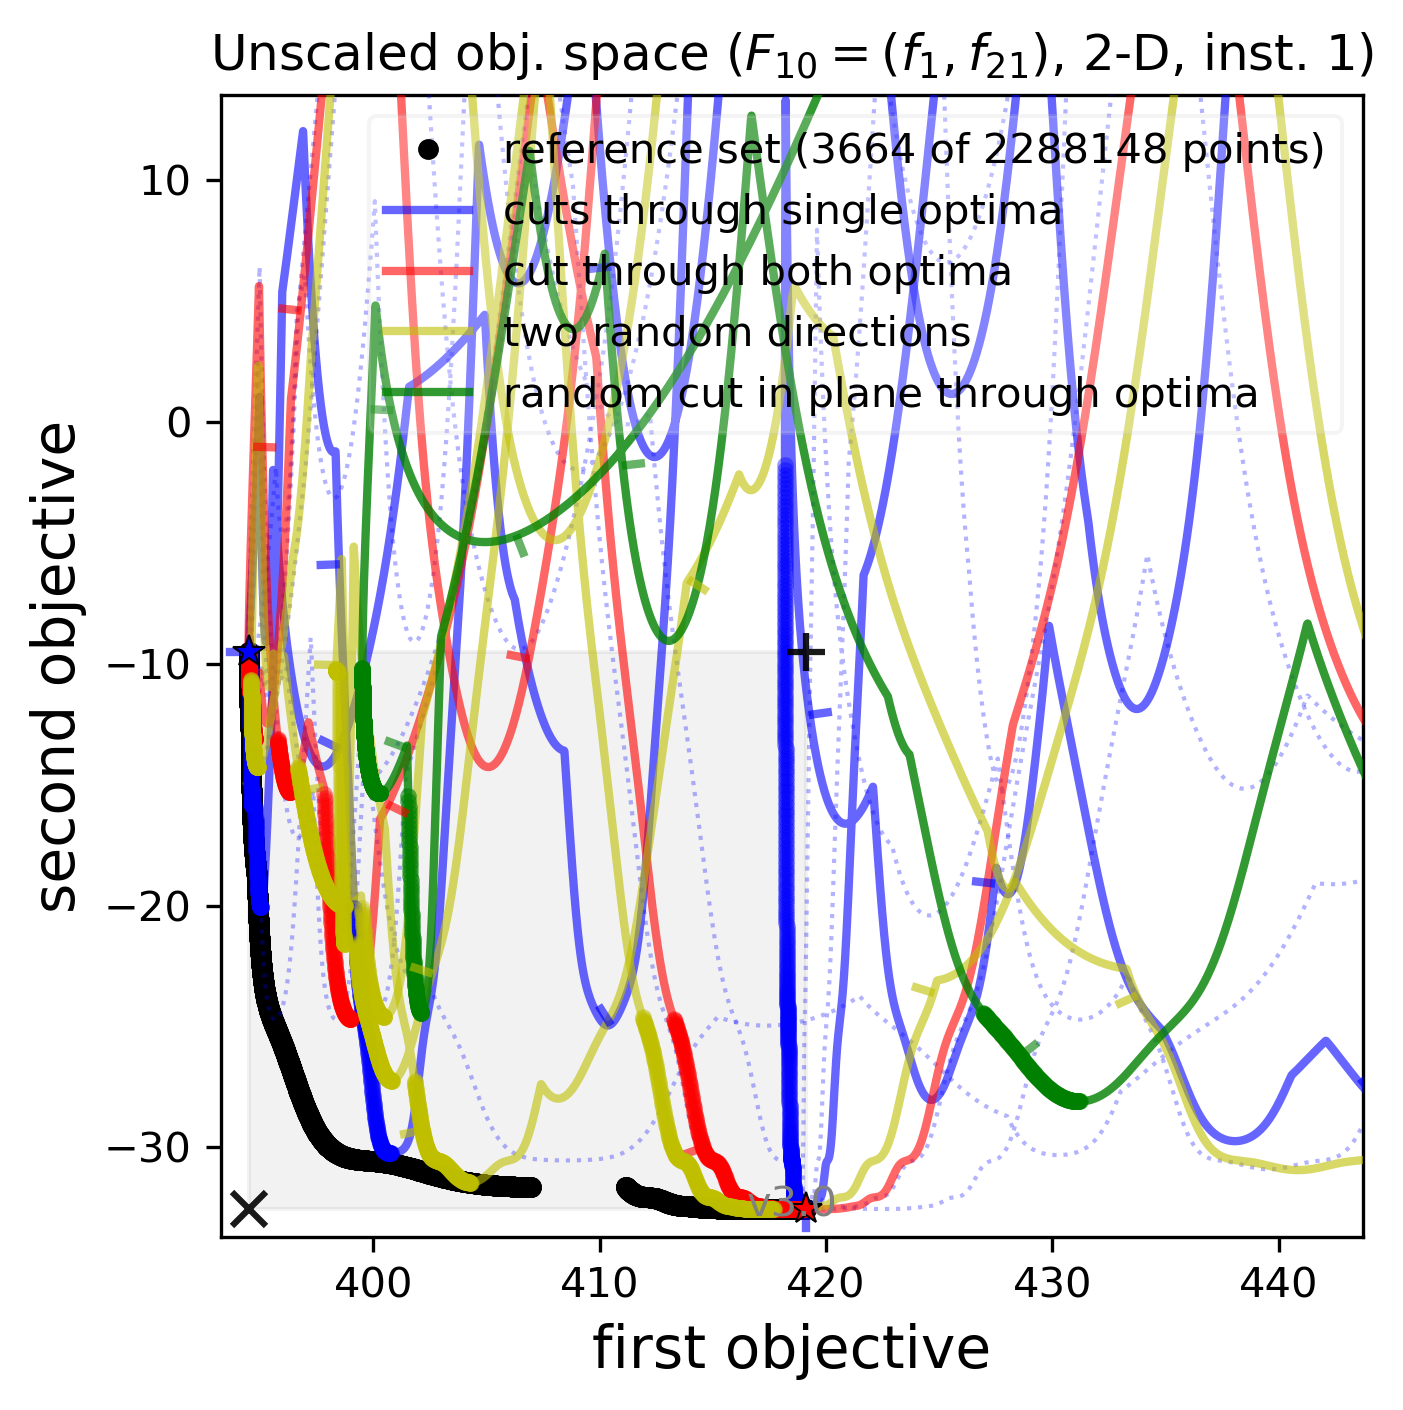 Unscaled obj. space (F10 = (f1, f21), 2-D, inst. 1)
reference set (3664 of 2288148 points)
cuts through single optima
cut through both optima
two random directions
random cut in plane through optima
10
0
−10
−20
−30
second objective
v3.0
400
410
420
430
440
first objective